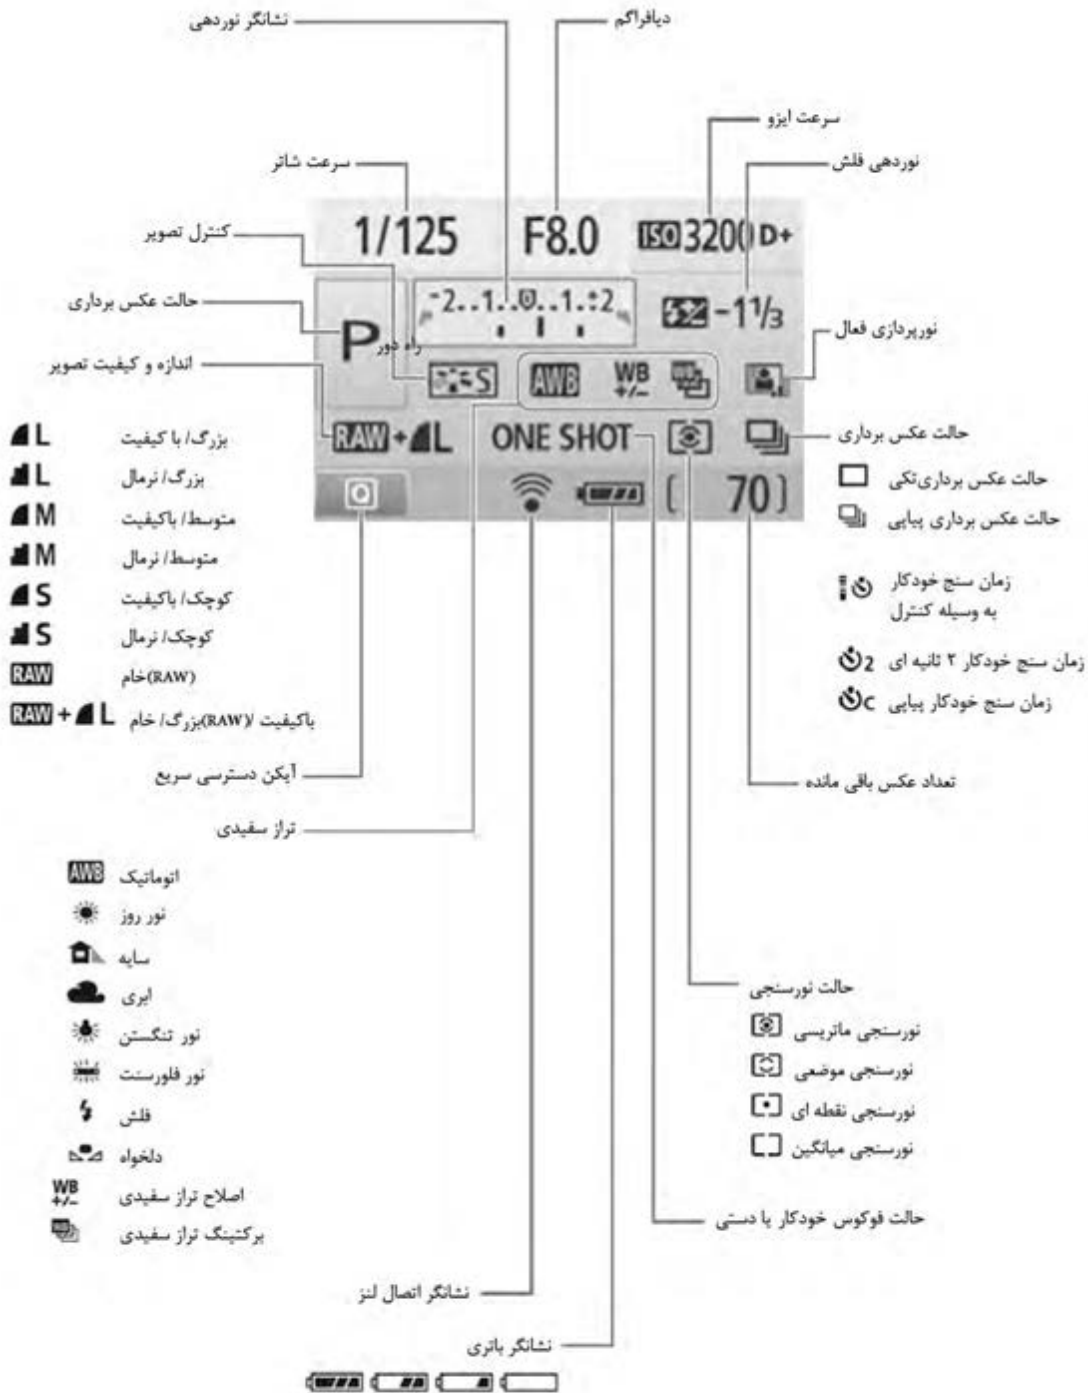 نشانگر نوردهی
دیافراگم
سرعت ایزو
نوردهی فلش
سرعت شاتر
کنترل تصویر
حالت عکس برداری
اندازه و کیفیت تصویر
1/125 F8.0 ISO 3200 D+
-2..1..0..1..+2
-1 1/3
P
راه دور
S AWB WB +/- WB
RAW + L ONE SHOT
Q [ 70 ]
نورپردازی فعال
حالت عکس برداری
حالت عکس برداری‌تکی
حالت عکس برداری پیاپی
زمان سنج خودکار
به وسیله کنترل
زمان سنج خودکار ۲ ثانیه ای 2
زمان سنج خودکار پیاپی C
تعداد عکس باقی مانده
L بزرگ/ با کیفیت
L بزرگ/ نرمال
M متوسط/ باکیفیت
M متوسط/ نرمال
S کوچک/ باکیفیت
S کوچک/ نرمال
RAW خام(RAW)
RAW + L باکیفیت /(RAW)بزرگ/ خام
آیکن دسترسی سریع
تراز سفیدی
AWB اتوماتیک
نور روز
سایه
ابری
نور تنگستن
نور فلورسنت
فلش
دلخواه
WB +/- اصلاح تراز سفیدی
WB برکتینگ تراز سفیدی
حالت نورسنجی
نورسنجی ماتریسی
نورسنجی موضعی
نورسنجی نقطه ای
نورسنجی میانگین
حالت فوکوس خودکار یا دستی
نشانگر اتصال لنز
نشانگر باتری